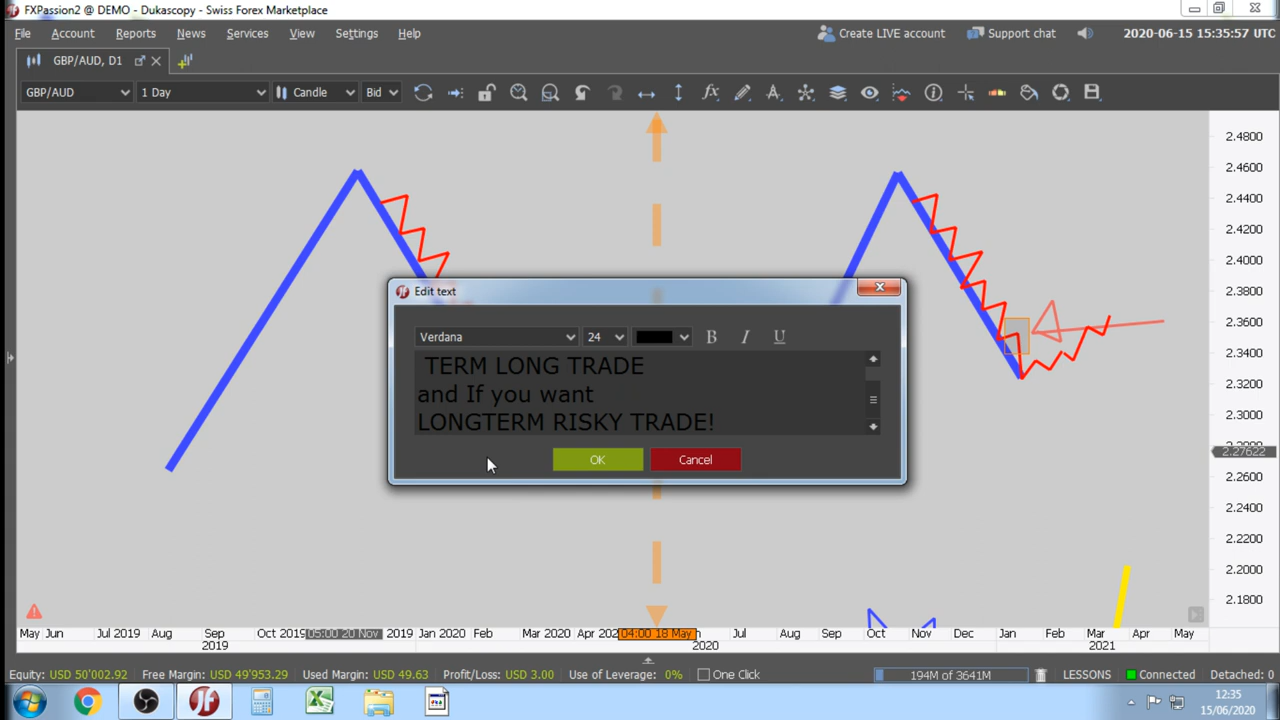 FXPassion2 @ DEMO - Dukascopy - Swiss Forex Marketplace
File Account Reports News Services View Settings Help
Create LIVE account Support chat 2020-06-15 15:35:57 UTC
GBP/AUD, D1
GBP/AUD 1 Day Candle Bid
2.4800
2.4600
2.4400
2.4200
2.4000
2.3800
2.3600
2.3400
2.3200
2.3000
2.2800
2.27622
2.2600
2.2400
2.2200
2.2000
2.1800
Edit text
Verdana 24 B I U
TERM LONG TRADE
and If you want
LONGTERM RISKY TRADE!
OK Cancel
May Jun Jul 2019 Aug Sep Oct 2019 05:00 20 Nov 2019 Jan 2020 Feb Mar 2020 Apr 202 04:00 18 May Jul Aug Sep Oct Nov Dec Jan Feb Mar Apr May
2019 2020 2021
Equity: USD 50'002.92 Free Margin: USD 49'953.29 Used Margin: USD 49.63 Profit/Loss: USD 3.00 Use of Leverage: 0% One Click 194M of 3641M LESSONS Connected Detached: 0
12:35
15/06/2020